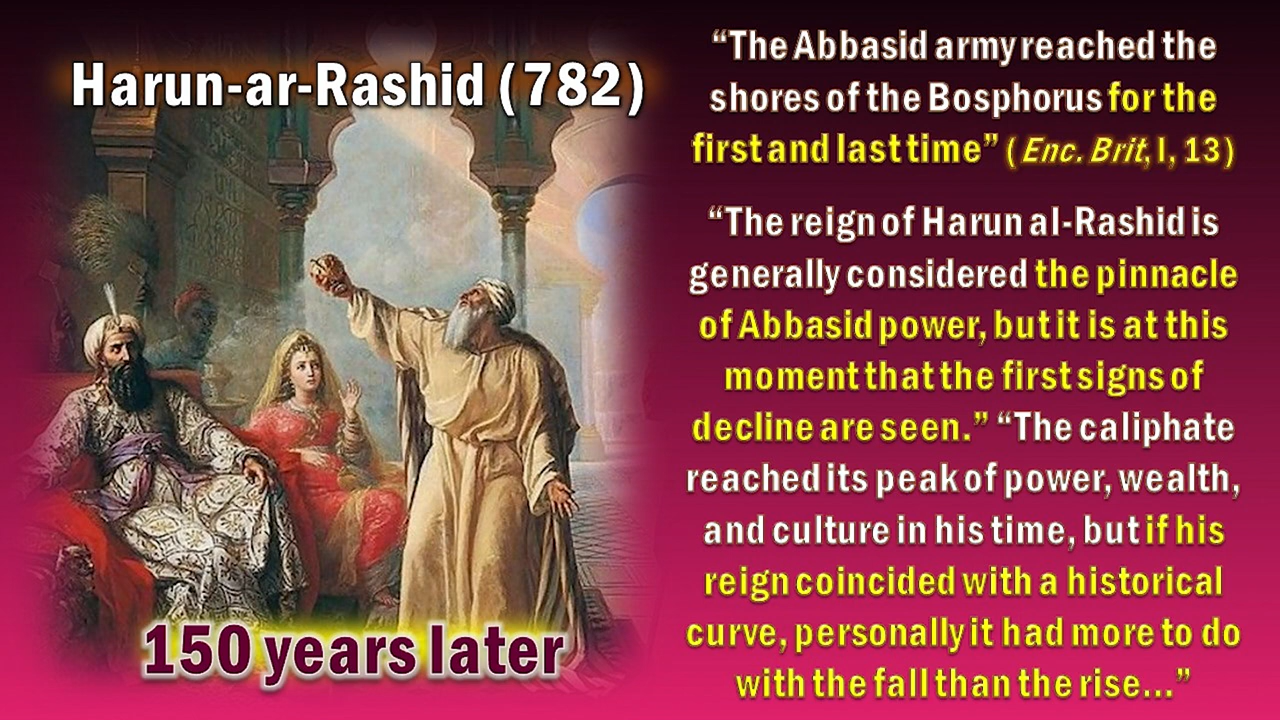 Harun-ar-Rashid (782)
150 years later
“The Abbasid army reached the
shores of the Bosphorus for the
first and last time” (Enc. Brit, I, 13)
“The reign of Harun al-Rashid is
generally considered the pinnacle
of Abbasid power, but it is at this
moment that the first signs of
decline are seen.” “The caliphate
reached its peak of power, wealth,
and culture in his time, but if his
reign coincided with a historical
curve, personally it had more to do
with the fall than the rise...”